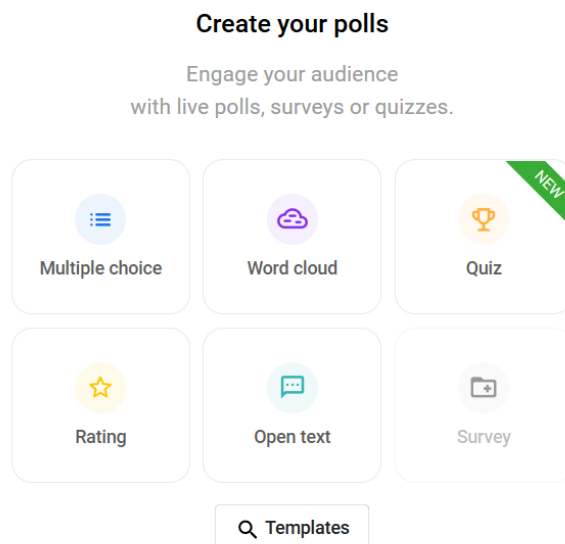 Create your polls
Engage your audience
with live polls, surveys or quizzes.
NEW
Multiple choice
Word cloud
Quiz
Rating
Open text
Survey
Templates